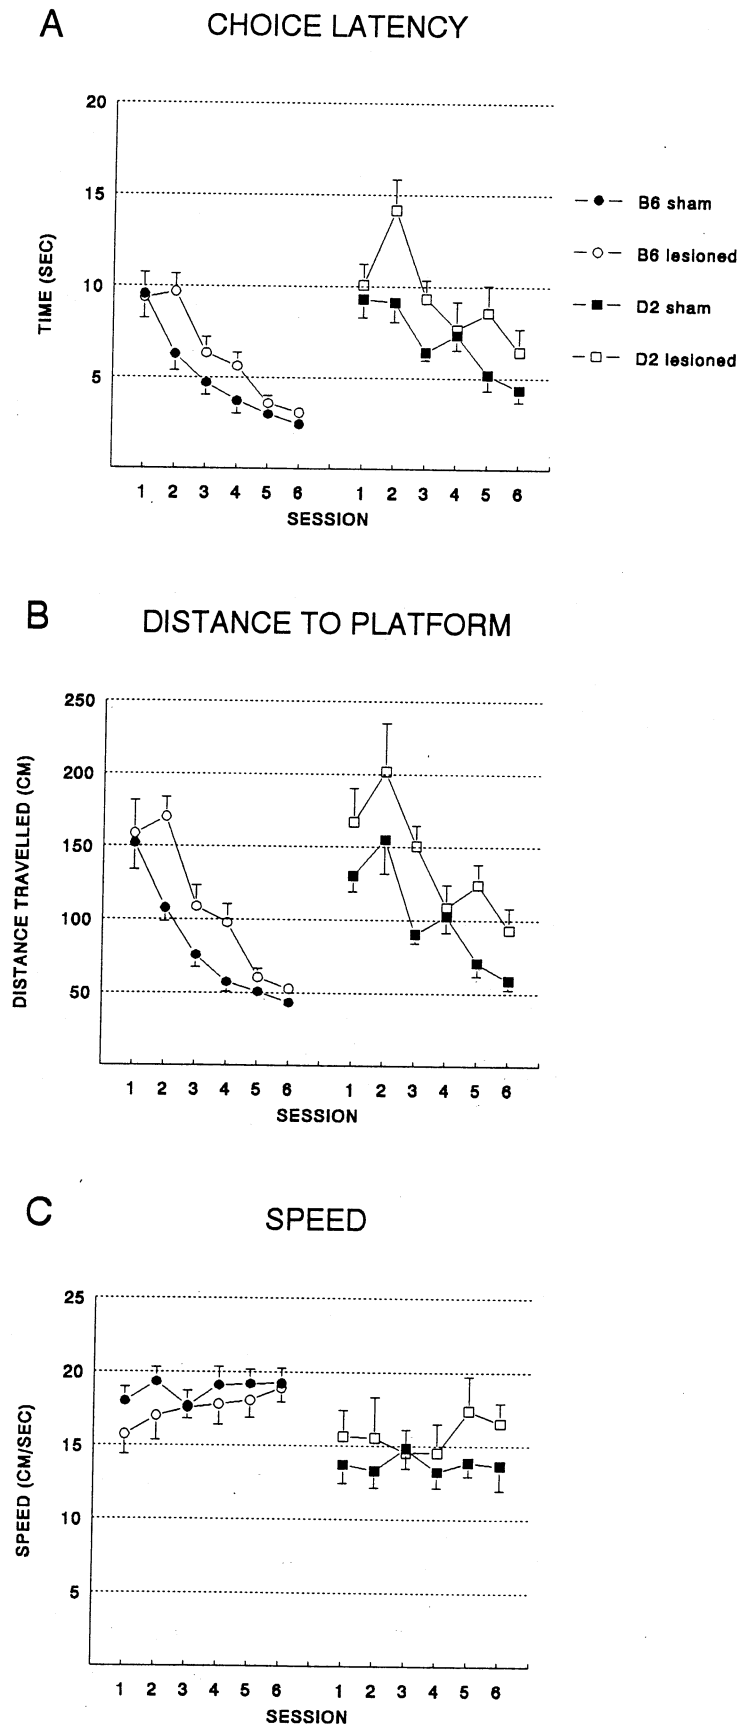 A
CHOICE LATENCY
20
15
10
5
TIME (SEC)
B6 sham
B6 lesioned
D2 sham
D2 lesioned
1 2 3 4 5 6 1 2 3 4 5 6
SESSION
B
DISTANCE TO PLATFORM
250
200
150
100
50
DISTANCE TRAVELLED (CM)
1 2 3 4 5 6 1 2 3 4 5 6
SESSION
C
SPEED
25
20
15
10
5
SPEED (CM/SEC)
1 2 3 4 5 6 1 2 3 4 5 6
SESSION